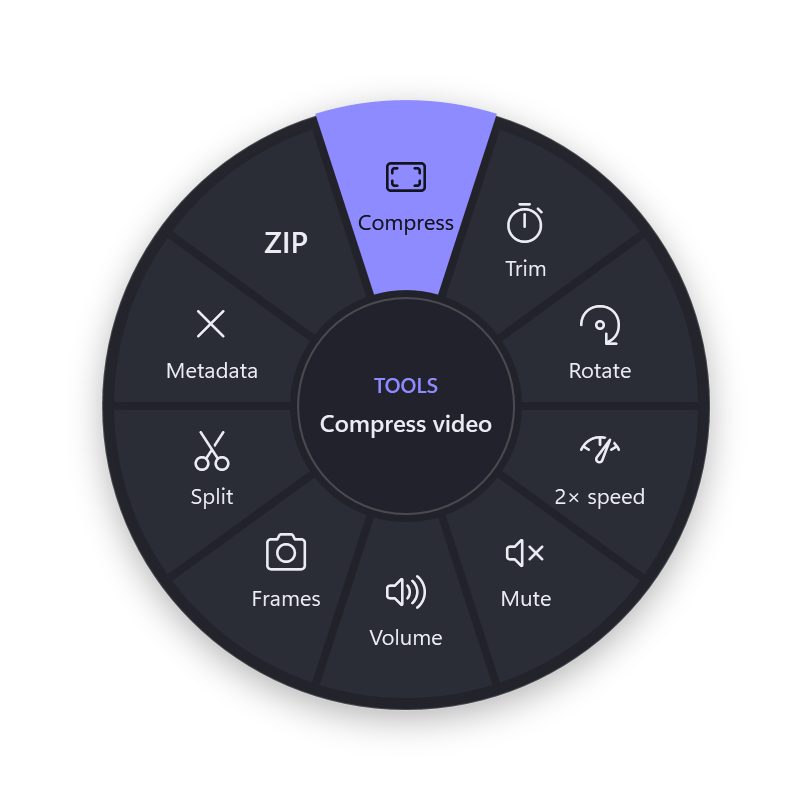 Compress
Trim
Rotate
2× speed
Mute
Volume
Frames
Split
Metadata
ZIP
TOOLS
Compress video